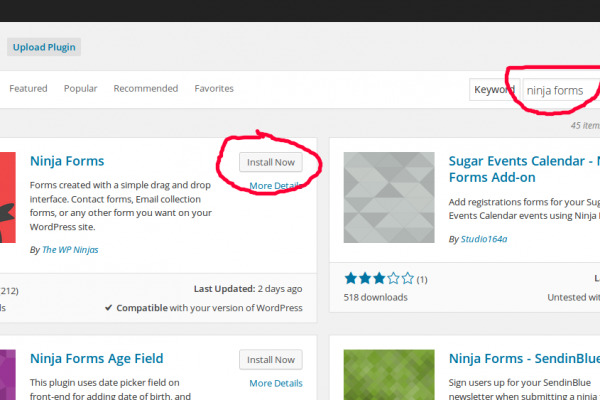 Upload Plugin
Featured Popular Recommended Favorites
Keyword ninja forms
45 items
Ninja Forms
Install Now
More Details
Forms created with a simple drag and drop
interface. Contact forms, Email collection
forms, or any other form you want on your
WordPress site.
By The WP Ninjas
(212)
Last Updated: 2 days ago
✔ Compatible with your version of WordPress
Sugar Events Calendar - N
Forms Add-on
Add registrations forms for your Sug
Events Calendar events using Ninja
By Studio164a
(1)
518 downloads
Untested with
Ninja Forms Age Field
Install Now
More Details
This plugin uses date picker field on
front-end for adding date of birth, and
Ninja Forms - SendinBlue
Sign users up for your SendinBlue
newsletter when submitting a ninja